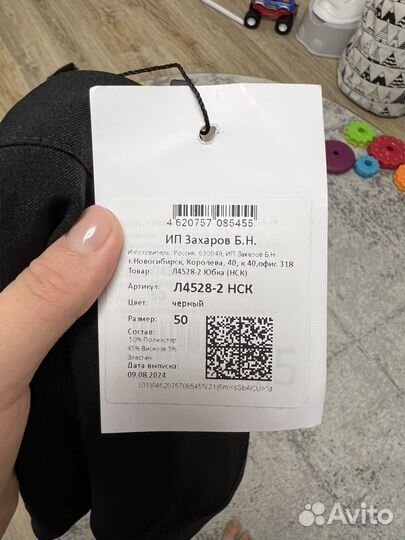 4 620757 085455
ИП Захаров Б.Н.
Изготовитель: Россия, 630049, ИП Захаров Б.Н.
г.Новосибирск, Королева, 40, к.40,офис 318
Товар: Л4528-2 Юбка (НСК)
Артикул: Л4528-2 НСК
Цвет: черный
Размер: 50
Состав:
50% Полиэстер
45% Вискоза 5%
Эластан
Дата выпуска:
09.08.2024
Avito